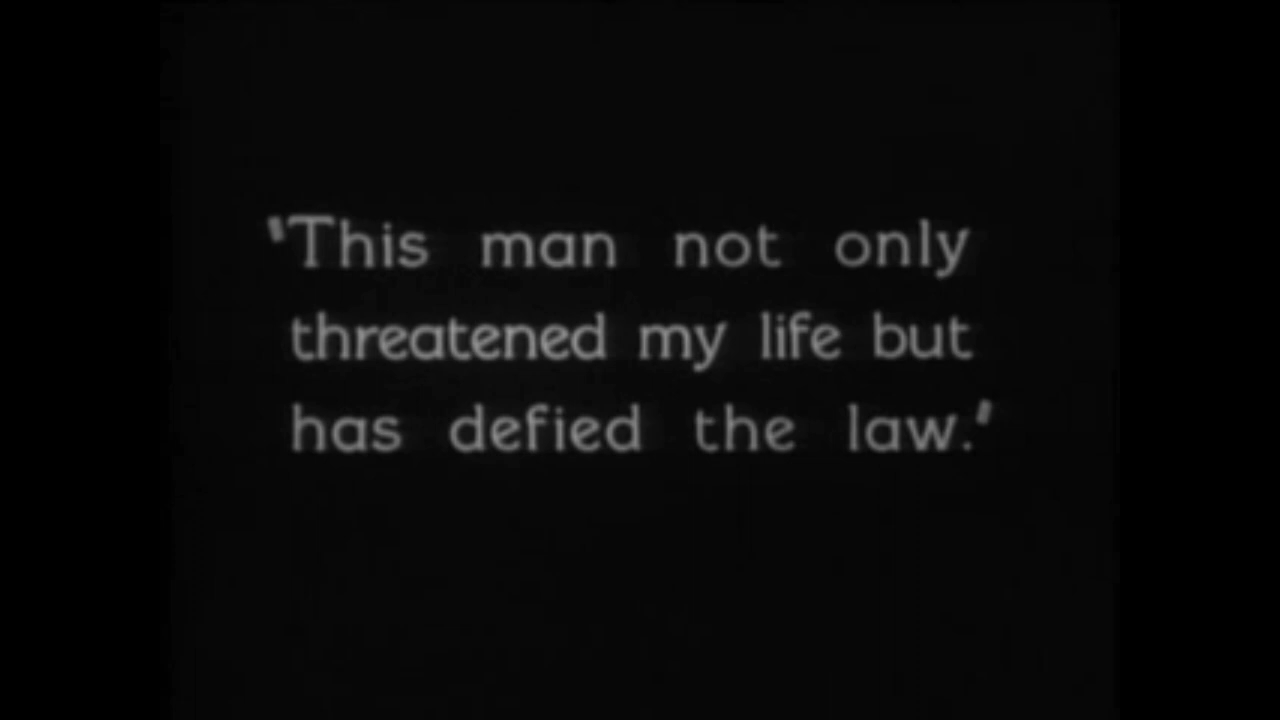 'This man not only
threatened my life but
has defied the law.'